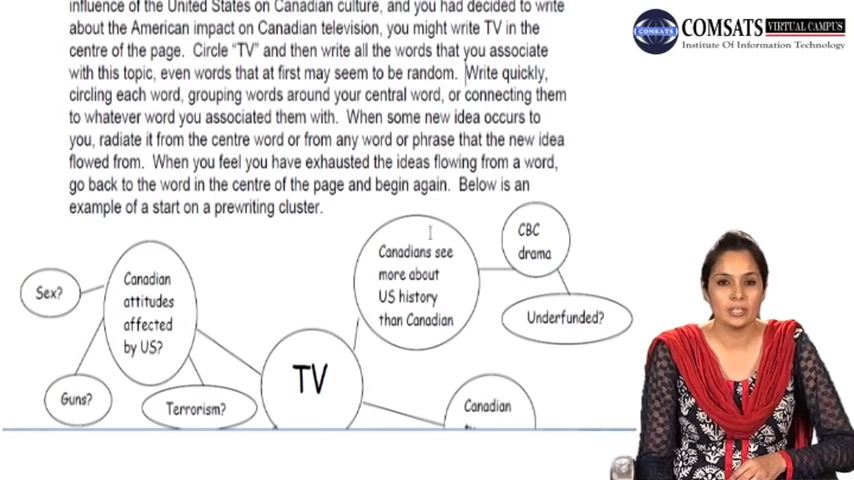 influence of the United States on Canadian culture, and you had decided to write
about the American impact on Canadian television, you might write TV in the
centre of the page. Circle “TV” and then write all the words that you associate
with this topic, even words that at first may seem to be random. Write quickly,
circling each word, grouping words around your central word, or connecting them
to whatever word you associated them with. When some new idea occurs to
you, radiate it from the centre word or from any word or phrase that the new idea
flowed from. When you feel you have exhausted the ideas flowing from a word,
go back to the word in the centre of the page and begin again. Below is an
example of a start on a prewriting cluster.
Sex?
Canadian
attitudes
affected
by US?
Guns?
Terrorism?
TV
Canadians see
more about
US history
than Canadian
CBC
drama
Underfunded?
Canadian
COMSATS
COMSATS VIRTUAL CAMPUS
Institute Of Information Technology